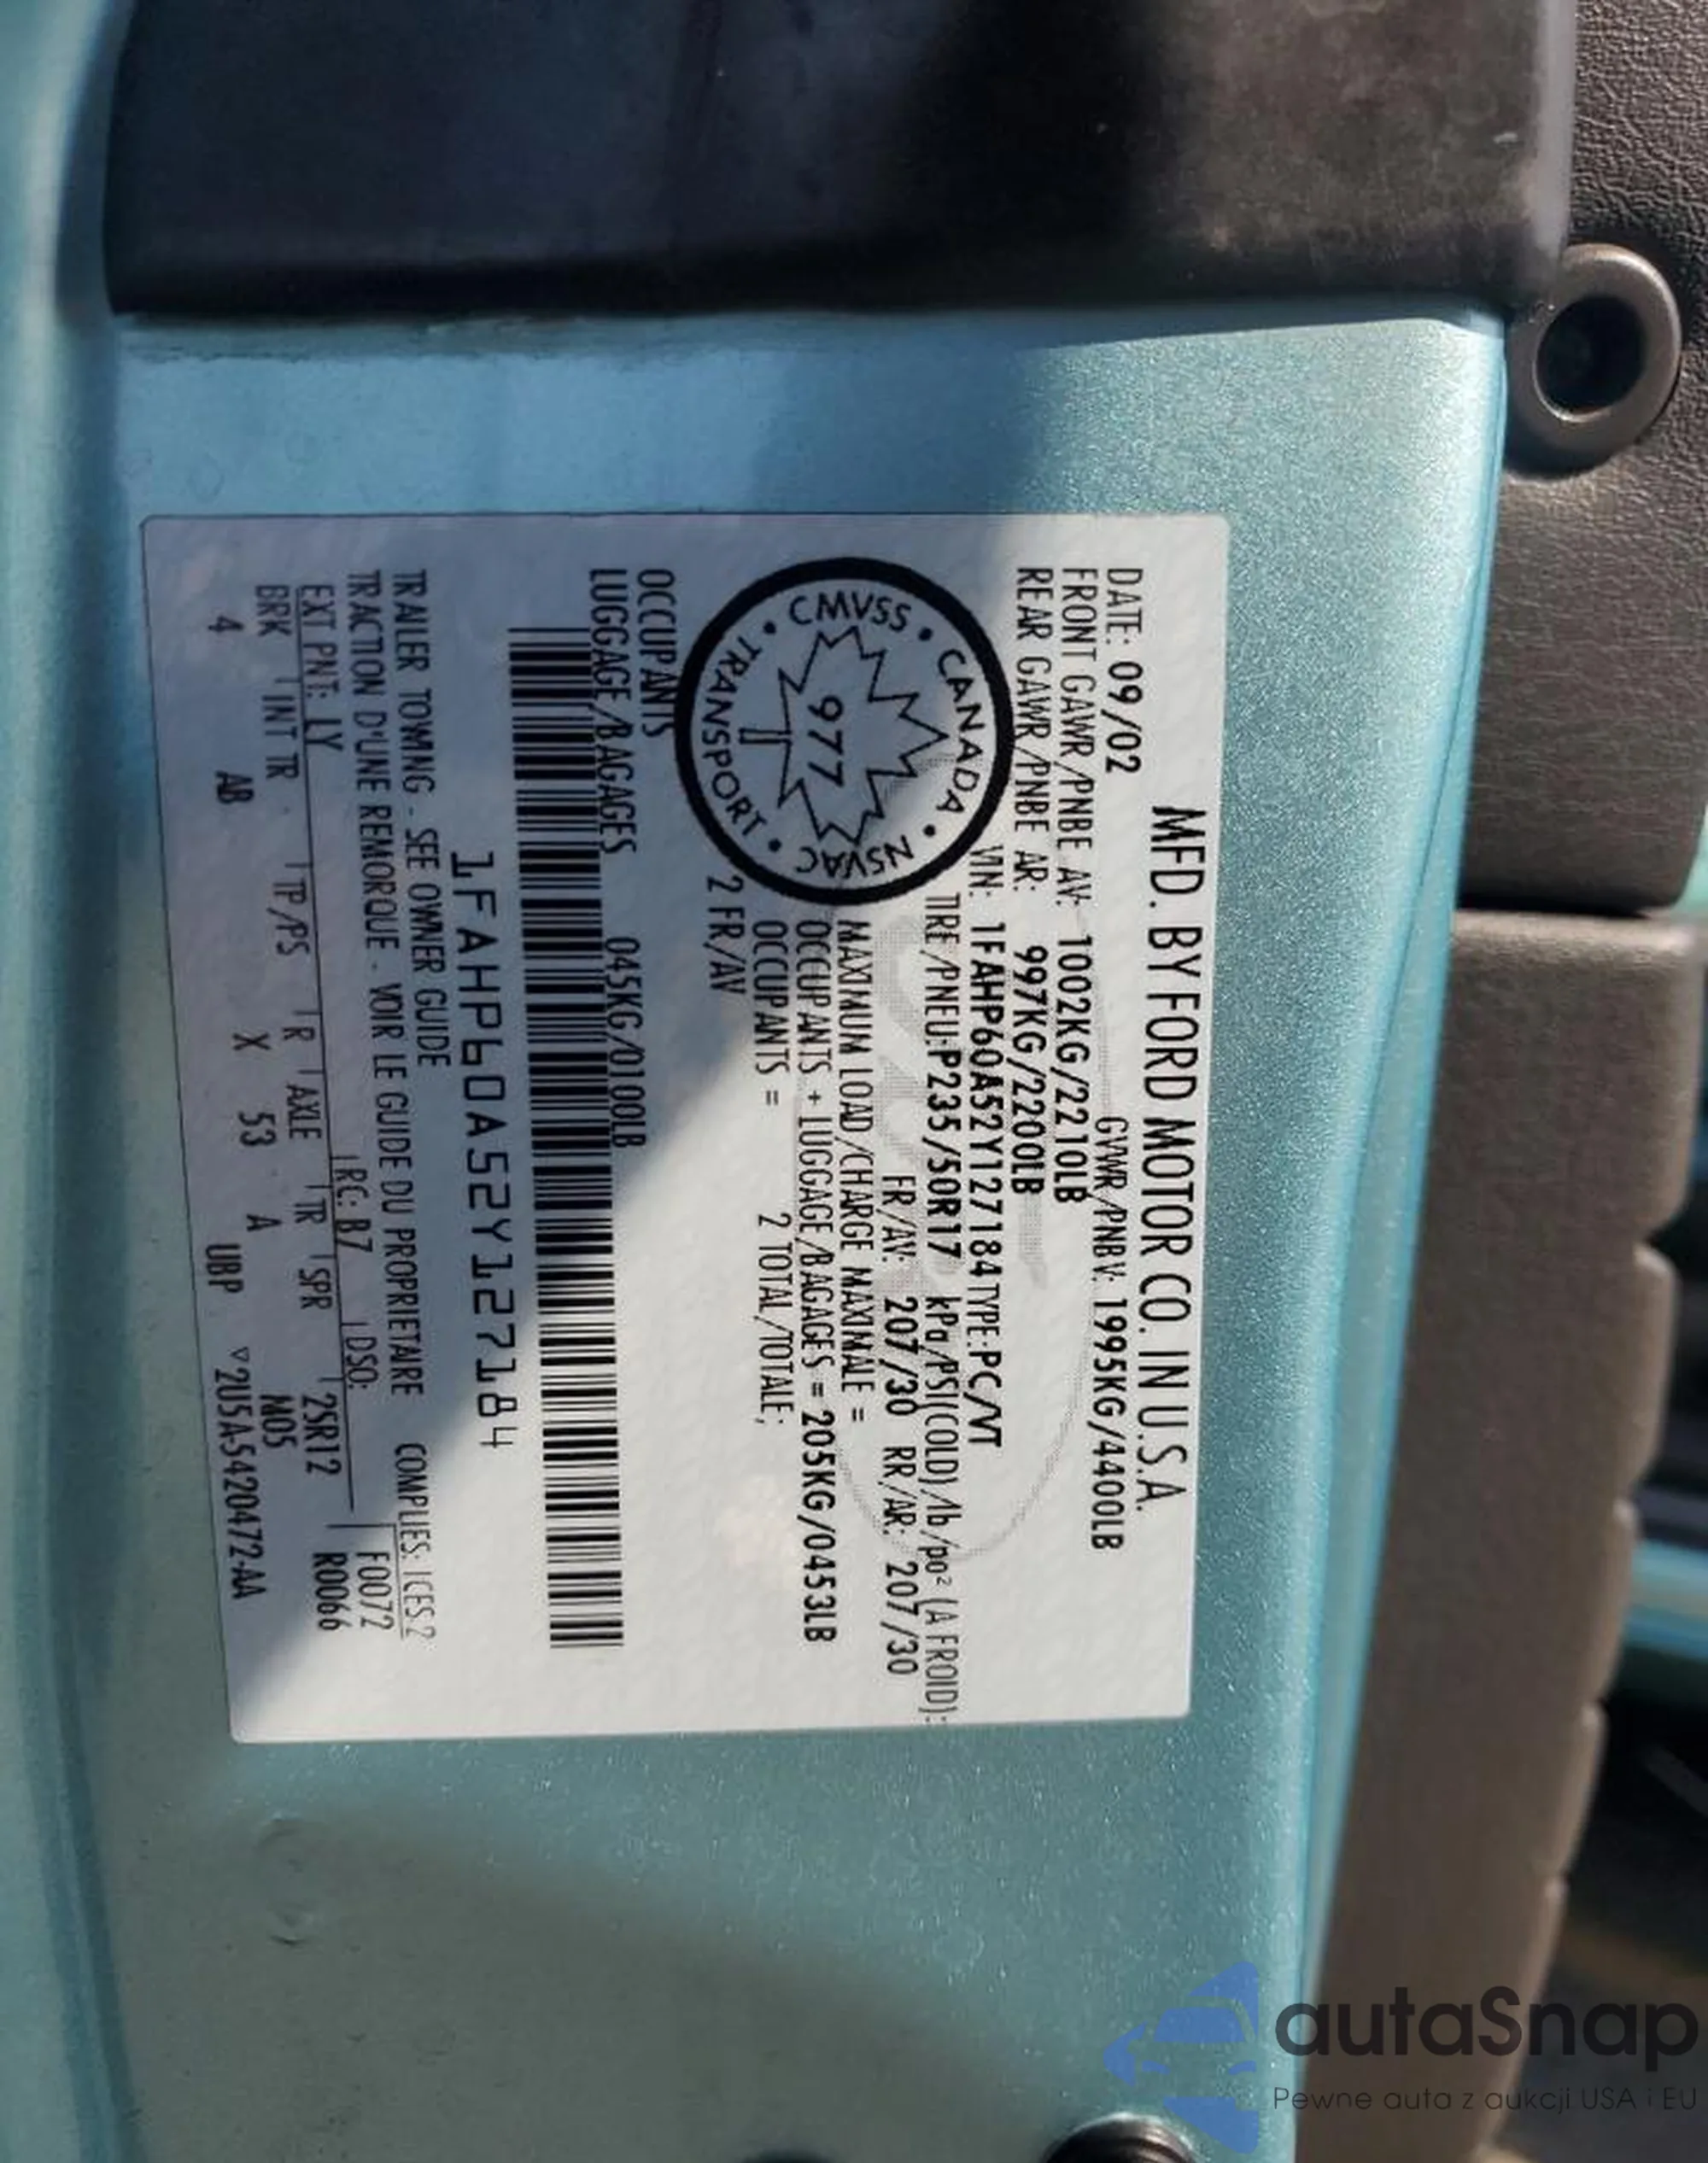 MFD. BY FORD MOTOR CO. IN U.S.A.
DATE: 09/02 GVWR/PNBV: 1995KG/4400LB
FRONT GAWR/PNBE AV: 1002KG/2210LB
REAR GAWR/PNBE AR: 997KG/2200LB
VIN: 1FAHP60A52Y127184 TYPE: PC/VT
TIRE/PNEU: P235/50R17 kPa/PSI(COLD)/lb/po² (A FROID):
FR/AV: 207/30 RR/AR: 207/30
MAXIMUM LOAD/CHARGE MAXIMALE =
OCCUPANTS + LUGGAGE/BAGAGES = 205KG/0453LB
OCCUPANTS = 2 TOTAL/TOTALE;
2 FR/AV
CANADA • NSVAC • TRANSPORT • CMVSS •
977
OCCUPANTS
LUGGAGE/BAGAGES 045KG/0100LB
1FAHP60A52Y127184
TRAILER TOWING - SEE OWNER GUIDE COMPLIES: ICES 2
TRACTION D'UNE REMORQUE - VOIR LE GUIDE DU PROPRIETAIRE
EXT PNT: LY RC: B7 DSO: F0072
BRK INT TR TP/PS R AXLE TR SPR 2SR12 R0066
4 AB X 53 A M05
UBP ▽2U5A-5420472-AA
autaSnap
Pewne auta z aukcji USA i EU